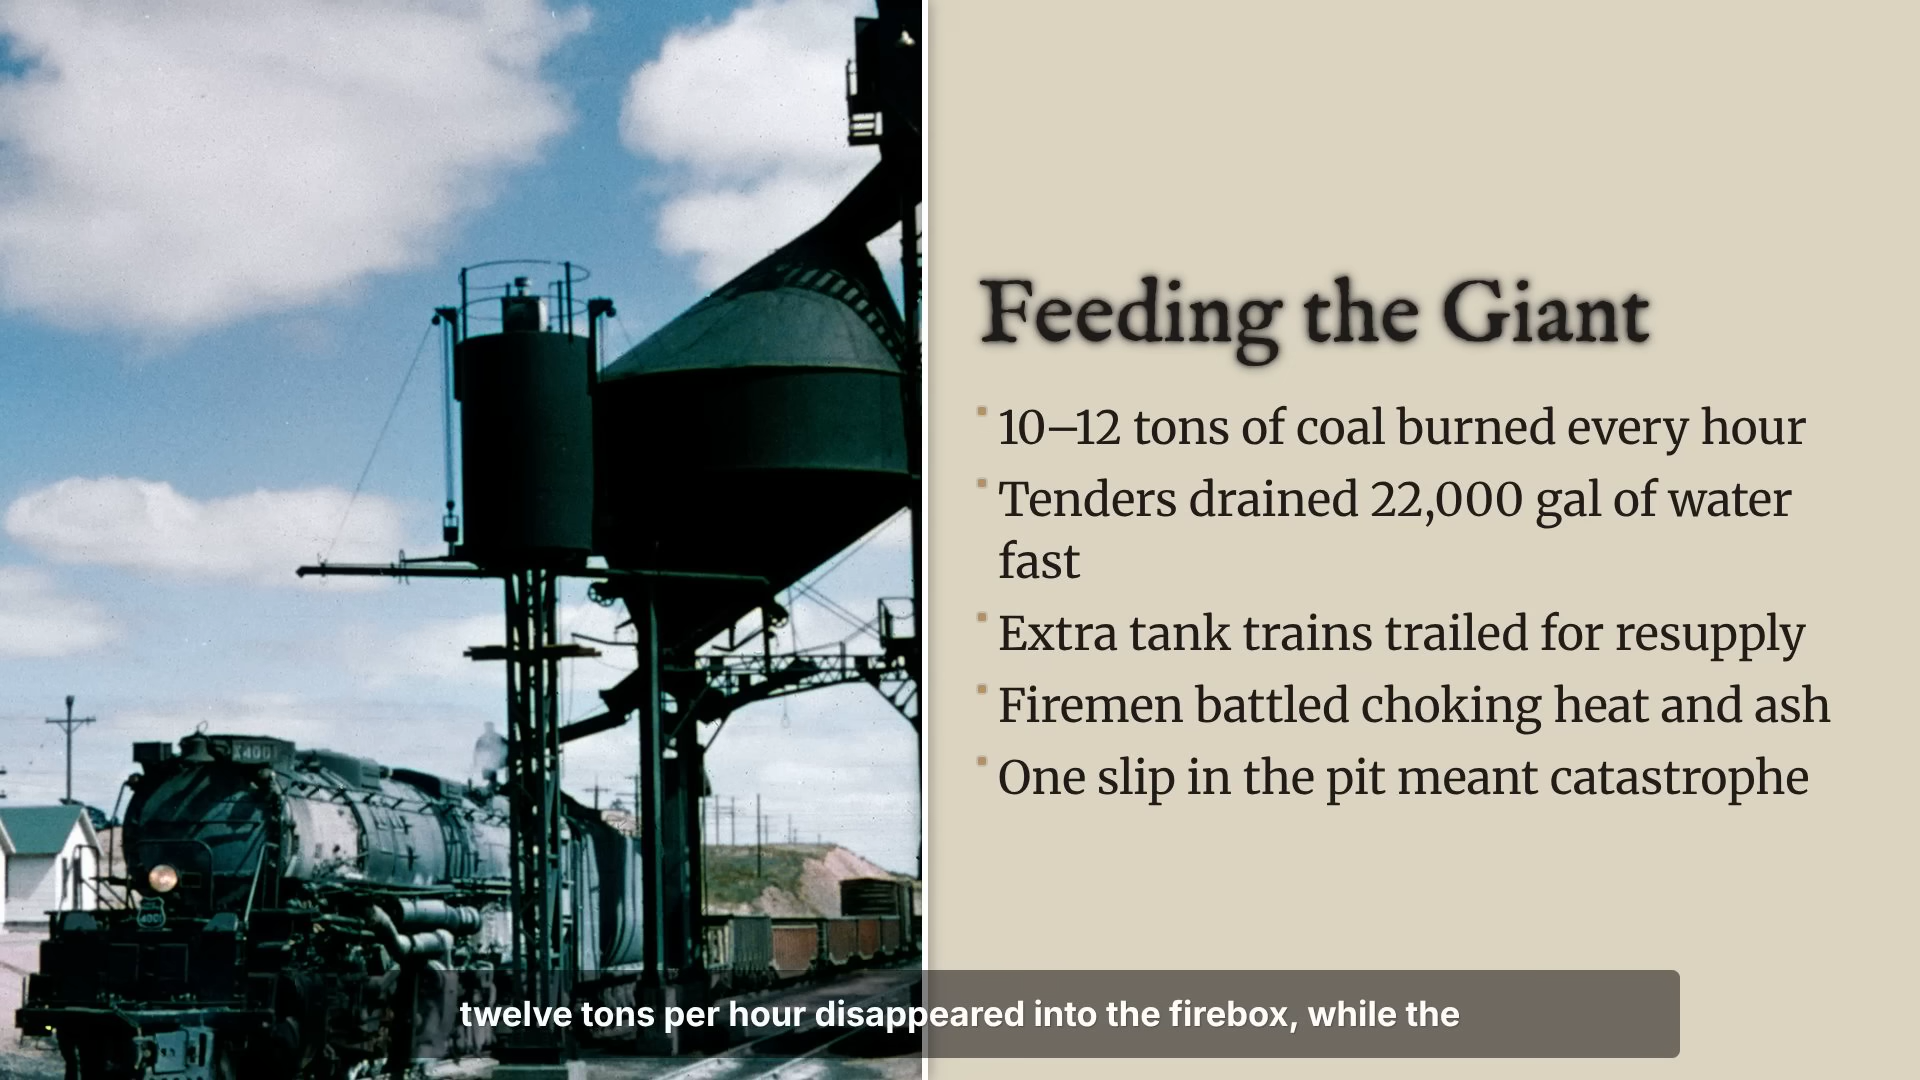 X4001
4001
Feeding the Giant
10–12 tons of coal burned every hour
Tenders drained 22,000 gal of water
fast
Extra tank trains trailed for resupply
Firemen battled choking heat and ash
One slip in the pit meant catastrophe
twelve tons per hour disappeared into the firebox, while the